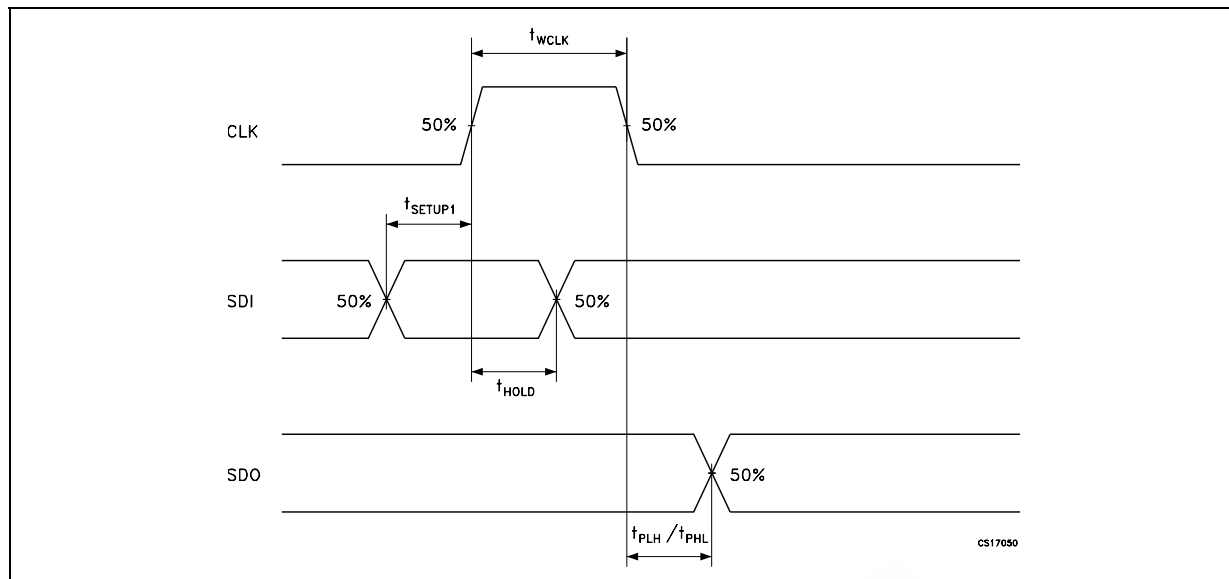 tWCLK
CLK
50%
50%
tSETUP1
SDI
50%
50%
tHOLD
SDO
50%
tPLH /tPHL
CS17050